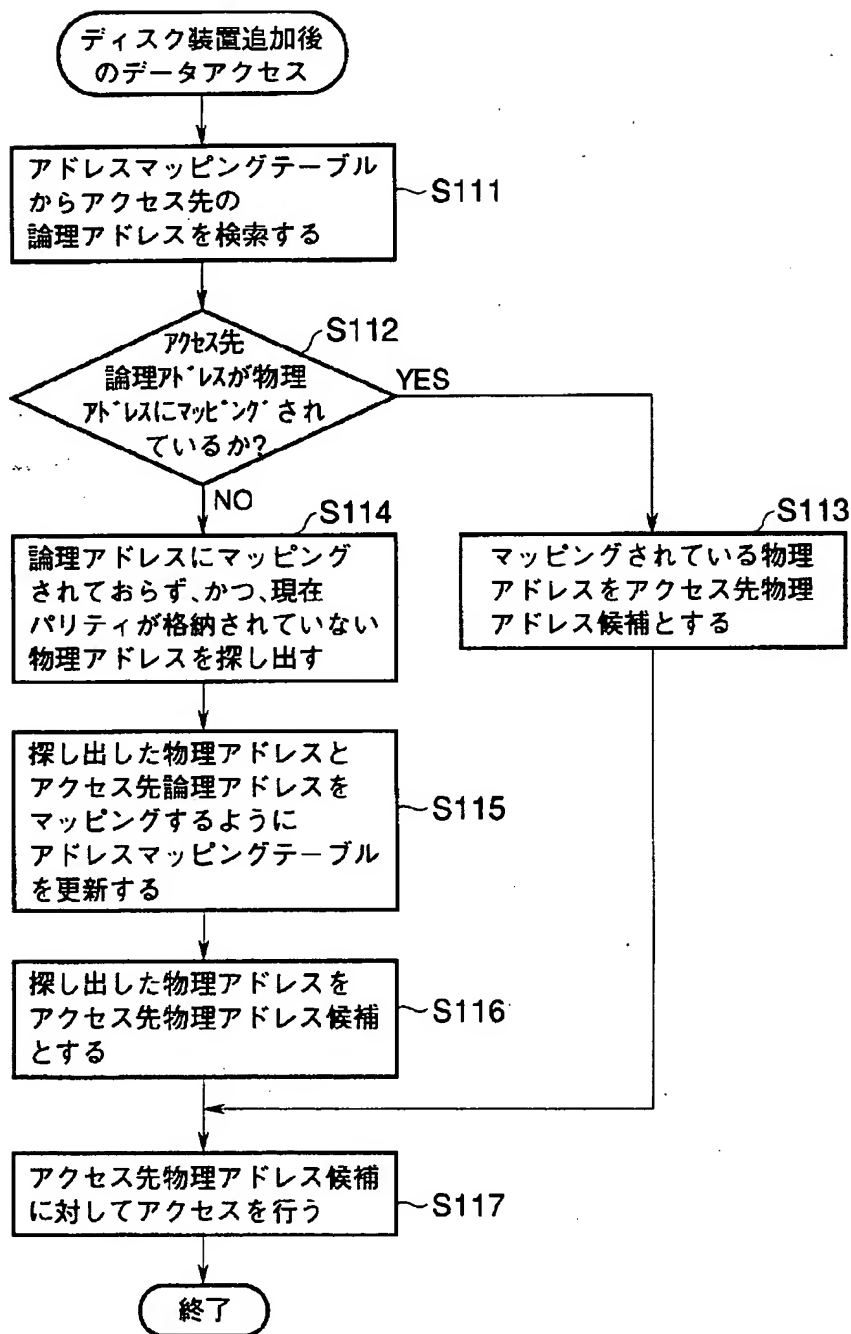 ディスク装置追加後
のデータアクセス
アドレスマッピングテーブル
からアクセス先の
論理アドレスを検索する
S111
S112
アクセス先
論理アドレスが物理
アドレスにマッピングされ
ているか?
YES
NO
S114
論理アドレスにマッピング
されておらず、かつ、現在
パリティが格納されていない
物理アドレスを探し出す
S113
マッピングされている物理
アドレスをアクセス先物理
アドレス候補とする
探し出した物理アドレスと
アクセス先論理アドレスを
マッピングするように
アドレスマッピングテーブル
を更新する
S115
探し出した物理アドレスを
アクセス先物理アドレス候補
とする
S116
アクセス先物理アドレス候補
に対してアクセスを行う
S117
終了